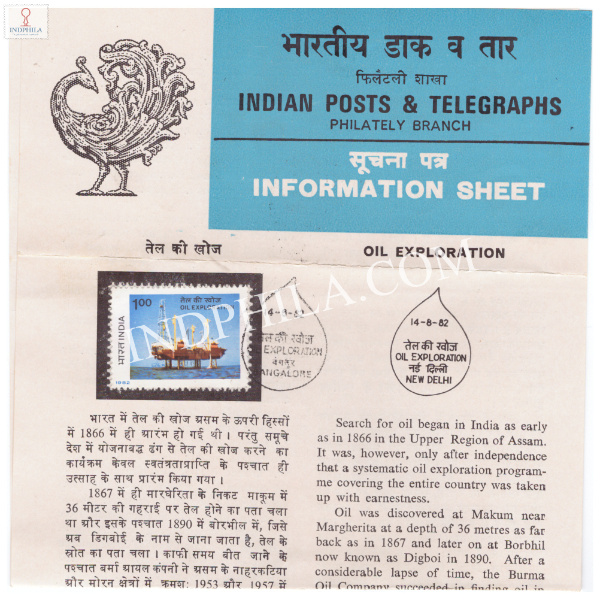 INDPHILA
भारतीय डाक व तार
फिलैटली शाखा
INDIAN POSTS & TELEGRAPHS
PHILATELY BRANCH
सूचना पत्र
INFORMATION SHEET
तेल की खोज
OIL EXPLORATION
INDPHILA.COM
1.00
तेल की खोज
OIL EXPLORATION
भारत INDIA
1982
14-8-82
तेल की खोज
OIL EXPLORATION
बंगलूर
BANGALORE
14-8-82
तेल की खोज
OIL EXPLORATION
नई दिल्ली
NEW DELHI
भारत में तेल की खोज असम के ऊपरी हिस्सों
में 1866 में ही आरंभ हो गई थी। परंतु समूचे
देश में योजनाबद्ध ढंग से तेल की खोज करने का
कार्यक्रम केवल स्वतंत्रताप्राप्ति के पश्चात ही
उत्साह के साथ प्रारंभ किया गया।
1867 में ही मारघेरिता के निकट माकूम में
36 मीटर की गहराई पर तेल होने का पता चला
था और इसके पश्चात 1890 में बोरभील में, जिसे
अब डिगबोई के नाम से जाना जाता है, तेल के
स्रोत का पता चला। काफी समय बीत जाने के
पश्चात बर्मा आयल कंपनी ने असम के नाहरकटिया
और मोरन क्षेत्रों में क्रमशः 1953 और 1957 में
Search for oil began in India as early
as in 1866 in the Upper Region of Assam.
It was, however, only after independence
that a systematic oil exploration program-
me covering the entire country was taken
up with earnestness.
Oil was discovered at Makum near
Margherita at a depth of 36 metres as far
back as in 1867 and later on at Borbhil
now known as Digboi in 1890. After a
considerable lapse of time, the Burma
Oil Company succeeded in finding oil in